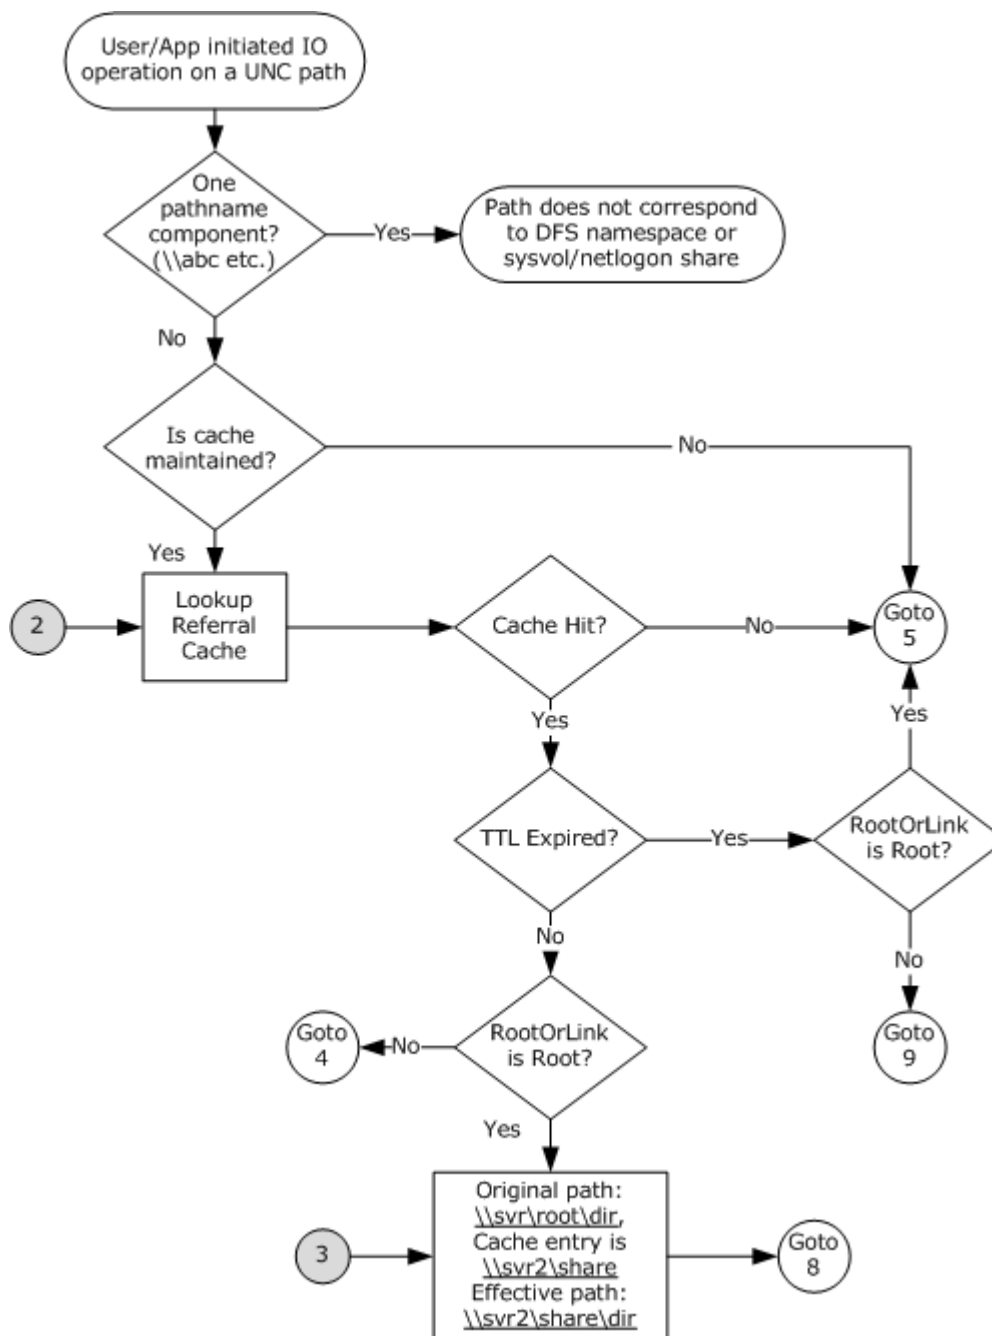 User/App initiated IO
operation on a UNC path
One
pathname
component?
(\\abc etc.)
Yes
Path does not correspond
to DFS namespace or
sysvol/netlogon share
No
Is cache
maintained?
No
Yes
2
Lookup
Referral
Cache
Cache Hit?
No
Goto
5
Yes
Yes
TTL Expired?
Yes
RootOrLink
is Root?
No
No
Goto
4
No
RootOrLink
is Root?
Goto
9
Yes
3
Original path:
\\svr\root\dir,
Cache entry is
\\svr2\share
Effective path:
\\svr2\share\dir
Goto
8